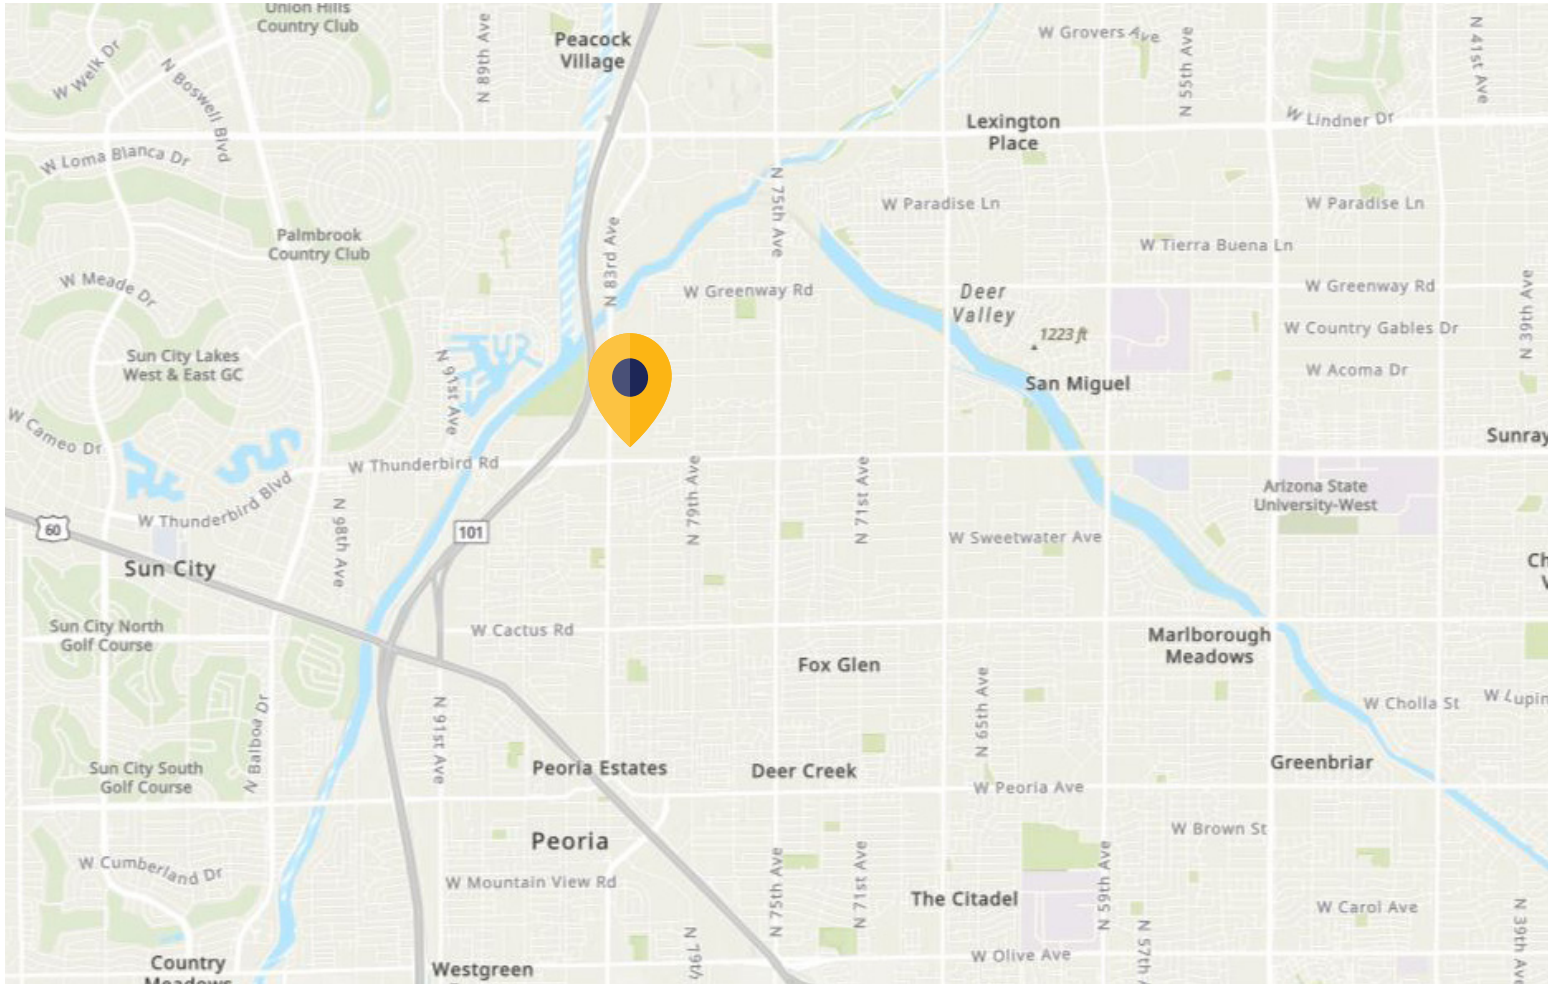 Union Hills
Country Club
Peacock
Village
N 89th Ave
W Grovers Ave
N 55th Ave
N 41st Ave
W Welk Dr
N Boswell Blvd
Lexington
Place
W Lindner Dr
W Loma Blanca Dr
N 75th Ave
W Paradise Ln
W Paradise Ln
Palmbrook
Country Club
N 83rd Ave
W Tierra Buena Ln
W Meade Dr
W Greenway Rd
Deer
Valley
W Greenway Rd
N 39th Ave
1223 ft
W Country Gables Dr
Sun City Lakes
West & East GC
N 91st Ave
San Miguel
W Acoma Dr
W Cameo Dr
W Thunderbird Rd
Sunray
N 79th Ave
N 71st Ave
Arizona State
University-West
W Thunderbird Blvd
60
N 98th Ave
101
W Sweetwater Ave
Sun City
Ch
V
Sun City North
Golf Course
W Cactus Rd
Marlborough
Meadows
Fox Glen
N 65th Ave
W Cholla St
W Lupin
N Balboa Dr
N 91st Ave
Sun City South
Golf Course
Peoria Estates
Deer Creek
Greenbriar
W Peoria Ave
Peoria
W Brown St
W Cumberland Dr
W Mountain View Rd
N 75th Ave
N 71st Ave
The Citadel
N 59th Ave
W Carol Ave
N 39th Ave
N 57th A
W Olive Ave
Country
Meadows
Westgreen